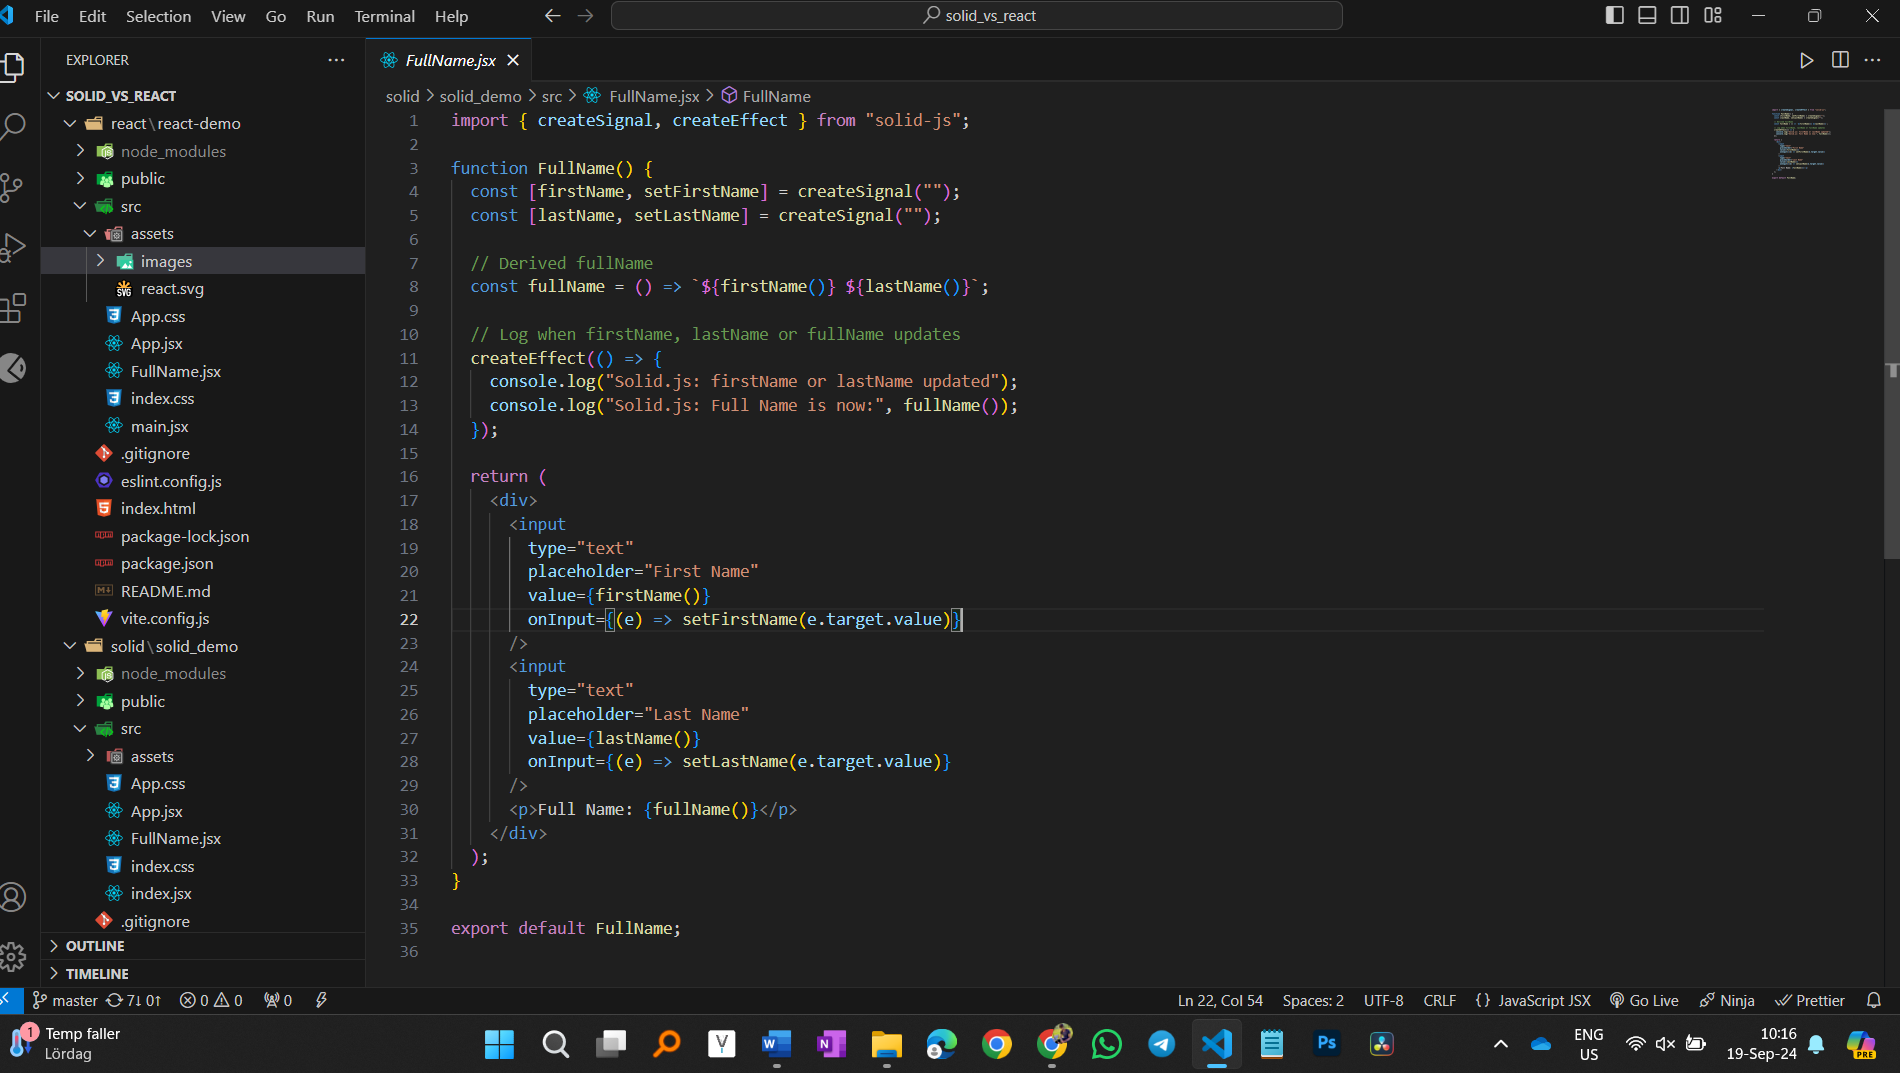 File Edit Selection View Go Run Terminal Help
solid_vs_react
EXPLORER
SOLID_VS_REACT
react\react-demo
node_modules
public
src
assets
images
react.svg
App.css
App.jsx
FullName.jsx
index.css
main.jsx
.gitignore
eslint.config.js
index.html
package-lock.json
package.json
README.md
vite.config.js
solid\solid_demo
node_modules
public
src
assets
App.css
App.jsx
FullName.jsx
index.css
index.jsx
.gitignore
OUTLINE
TIMELINE
FullName.jsx
solid > solid_demo > src > FullName.jsx > FullName
1 import { createSignal, createEffect } from "solid-js";
2
3 function FullName() {
4 const [firstName, setFirstName] = createSignal("");
5 const [lastName, setLastName] = createSignal("");
6
7 // Derived fullName
8 const fullName = () => `${firstName()} ${lastName()}`;
9
10 // Log when firstName, lastName or fullName updates
11 createEffect(() => {
12 console.log("Solid.js: firstName or lastName updated");
13 console.log("Solid.js: Full Name is now:", fullName());
14 });
15
16 return (
17 <div>
18 <input
19 type="text"
20 placeholder="First Name"
21 value={firstName()}
22 onInput={(e) => setFirstName(e.target.value)}
23 />
24 <input
25 type="text"
26 placeholder="Last Name"
27 value={lastName()}
28 onInput={(e) => setLastName(e.target.value)}
29 />
30 <p>Full Name: {fullName()}</p>
31 </div>
32 );
33 }
34
35 export default FullName;
36
master 7↓ 0↑ 0 0 0 Ln 22, Col 54 Spaces: 2 UTF-8 CRLF {} JavaScript JSX Go Live Ninja Prettier
1 Temp faller
Lördag
ENG
US
10:16
19-Sep-24